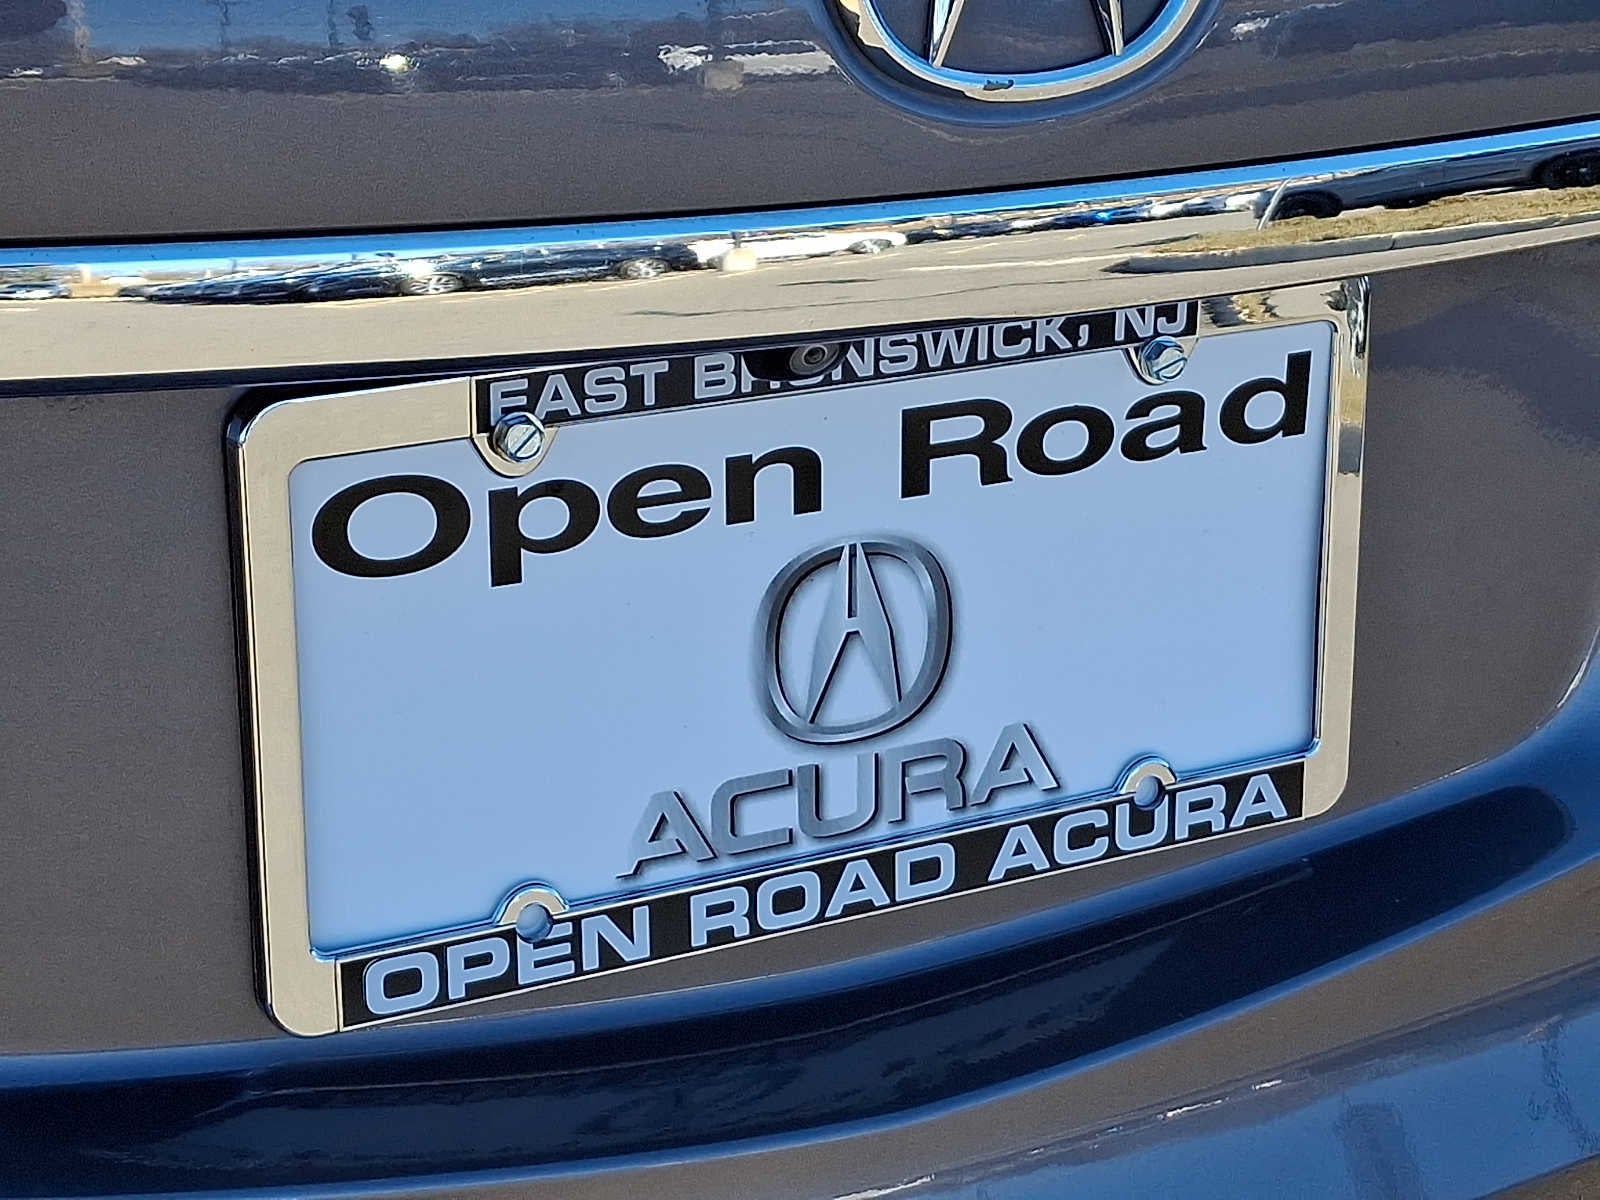 EAST BRUNSWICK, NJ
Open Road
ACURA
OPEN ROAD ACURA